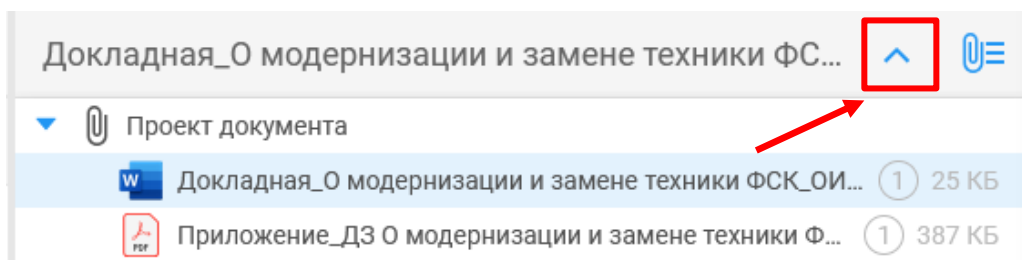 Докладная_О модернизации и замене техники ФС...
Проект документа
W Докладная_О модернизации и замене техники ФСК_ОИ... 1 25 КБ
PDF Приложение_ДЗ О модернизации и замене техники Ф... 1 387 КБ